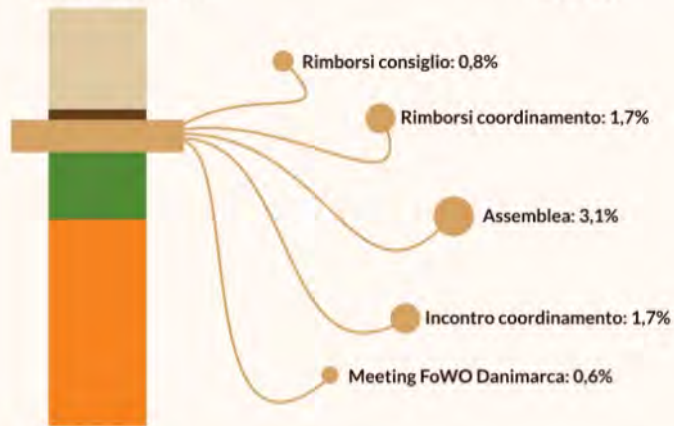 Rimborsi consiglio: 0,8%
Rimborsi coordinamento: 1,7%
Assemblea: 3,1%
Incontro coordinamento: 1,7%
Meeting FoWO Danimarca: 0,6%